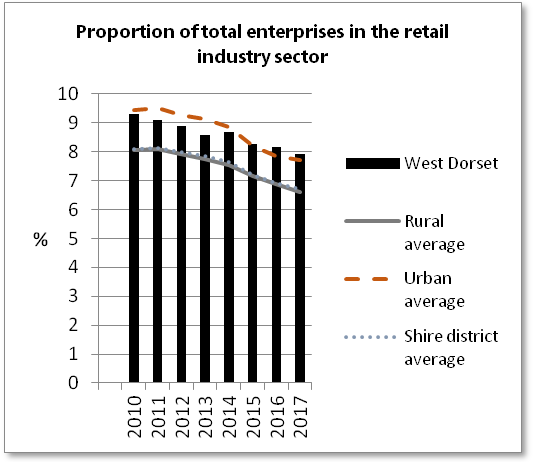 Proportion of total enterprises in the retail
industry sector
10
9
8
7
6
5
4
3
2
1
0
%
2010
2011
2012
2013
2014
2015
2016
2017
West Dorset
Rural
average
Urban
average
Shire district
average